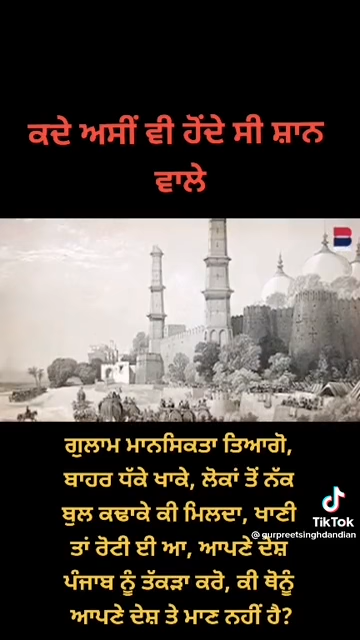 ਕਦੇ ਅਸੀਂ ਵੀ ਹੋਂਦੇ ਸੀ ਸ਼ਾਨ
ਵਾਲੇ
ਗੁਲਾਮ ਮਾਨਸਿਕਤਾ ਤਿਆਗੋ,
ਬਾਹਰ ਧੱਕੇ ਖਾਕੇ, ਲੋਕਾਂ ਤੋਂ ਨੱਕ
ਬੁਲ ਕਢਾਕੇ ਕੀ ਮਿਲਦਾ, ਖਾਣੀ
ਤਾਂ ਰੋਟੀ ਈ ਆ, ਆਪਣੇ ਦੇਸ਼
ਪੰਜਾਬ ਨੂੰ ਤੱਕੜਾ ਕਰੋ, ਕੀ ਥੋਨੂੰ
ਆਪਣੇ ਦੇਸ਼ ਤੇ ਮਾਣ ਨਹੀਂ ਹੈ?
TikTok
@gurpreetsinghdandian